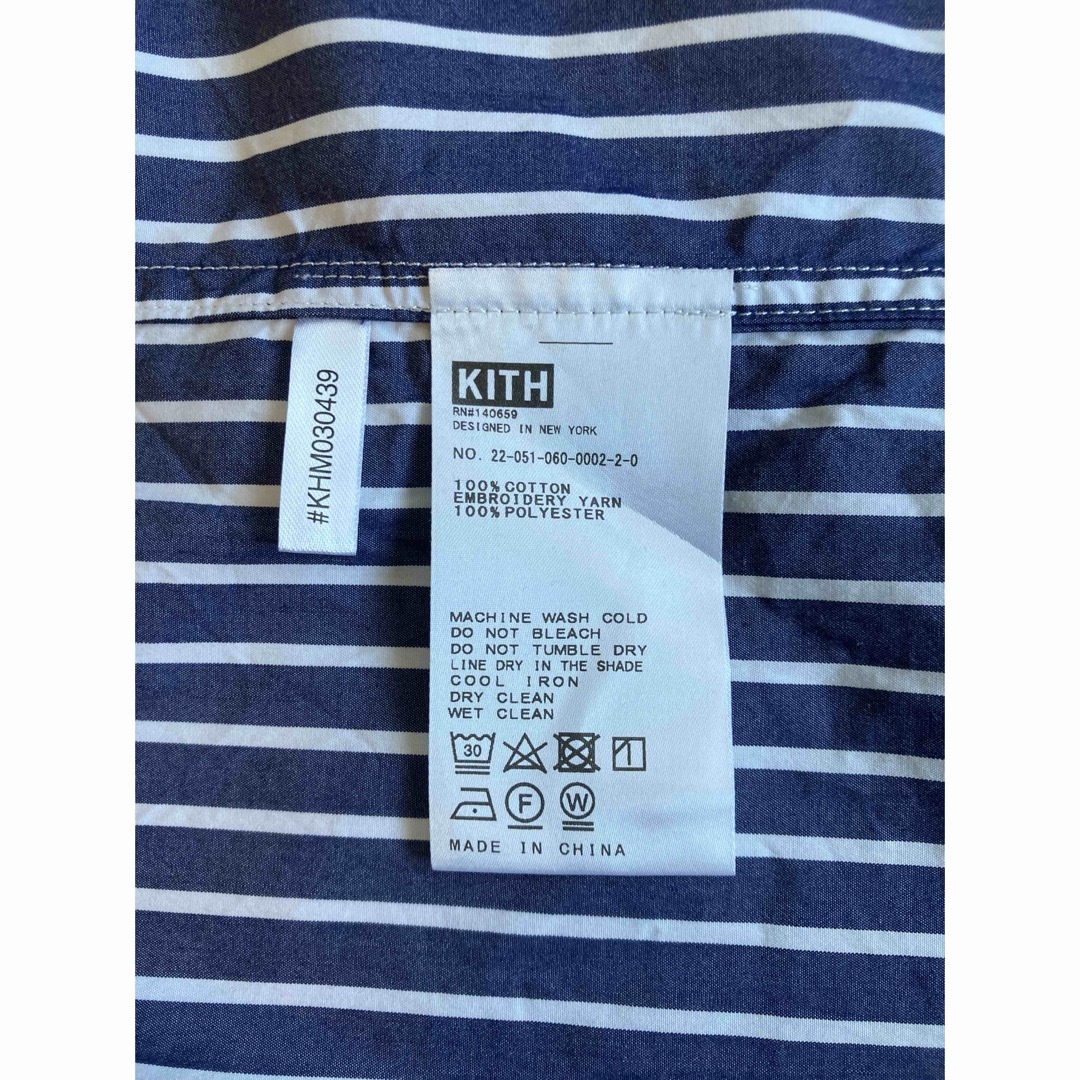 #KHM030439
KITH
RN#140659
DESIGNED IN NEW YORK
NO. 22-051-060-0002-2-0
100% COTTON
EMBROIDERY YARN
100% POLYESTER
MACHINE WASH COLD
DO NOT BLEACH
DO NOT TUMBLE DRY
LINE DRY IN THE SHADE
COOL IRON
DRY CLEAN
WET CLEAN
30
F W
MADE IN CHINA